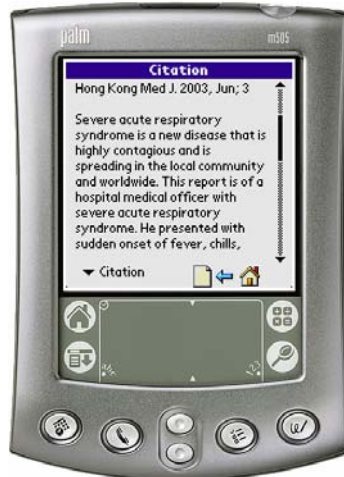 palm
m505
Citation
Hong Kong Med J. 2003, Jun; 3
Severe acute respiratory
syndrome is a new disease that is
highly contagious and is
spreading in the local community
and worldwide. This report is of a
hospital medical officer with
severe acute respiratory
syndrome. He presented with
sudden onset of fever, chills,
Citation
ABC
123